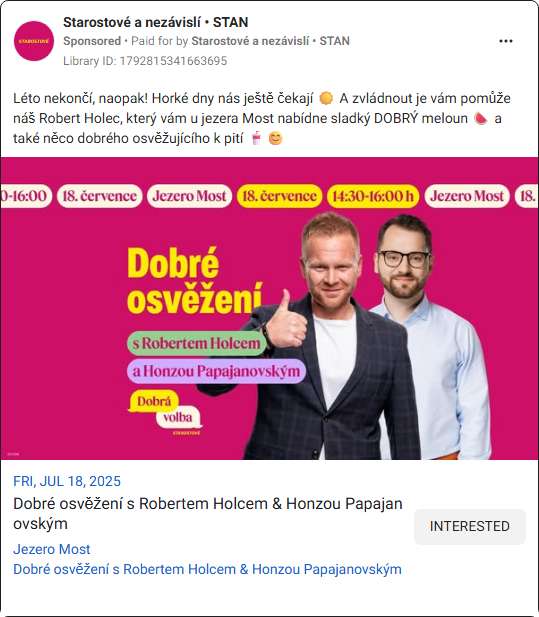 Starostové a nezávislí • STAN
STAROSTOVÉ
Sponsored • Paid for by Starostové a nezávislí • STAN
Library ID: 1792815341663695
Léto nekončí, naopak! Horké dny nás ještě čekají 🌞 A zvládnout je vám pomůže
náš Robert Holec, který vám u jezera Most nabídne sladký DOBRÝ meloun 🍉 a
také něco dobrého osvěžujícího k pití 🥤 😊
0-16:00 18. července Jezero Most 18. července 14:30-16:00 h Jezero Most 18.
Dobré
osvěžení
s Robertem Holcem
a Honzou Papajanovským
Dobrá
volba
STAROSTOVÉ
FRI, JUL 18, 2025
Dobré osvěžení s Robertem Holcem & Honzou Papajan
ovským
INTERESTED
Jezero Most
Dobré osvěžení s Robertem Holcem & Honzou Papajanovským